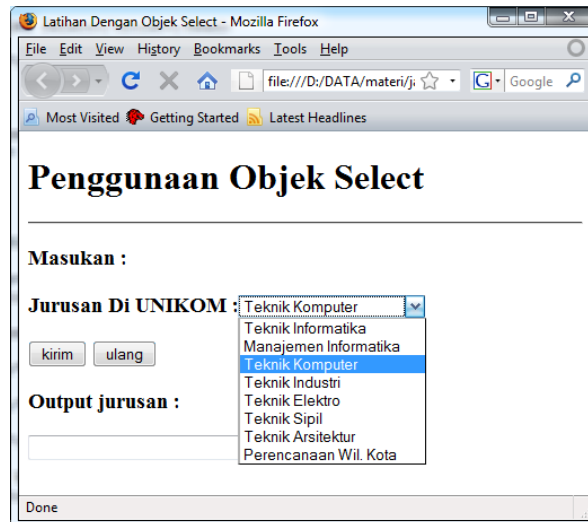 Latihan Dengan Objek Select - Mozilla Firefox
File Edit View History Bookmarks Tools Help
file:///D:/DATA/materi/j G Google
Most Visited Getting Started Latest Headlines
Penggunaan Objek Select
Masukan :
Jurusan Di UNIKOM : Teknik Komputer
Teknik Informatika
Manajemen Informatika
Teknik Komputer
Teknik Industri
Teknik Elektro
Teknik Sipil
Teknik Arsitektur
Perencanaan Wil. Kota
kirim ulang
Output jurusan :
Done